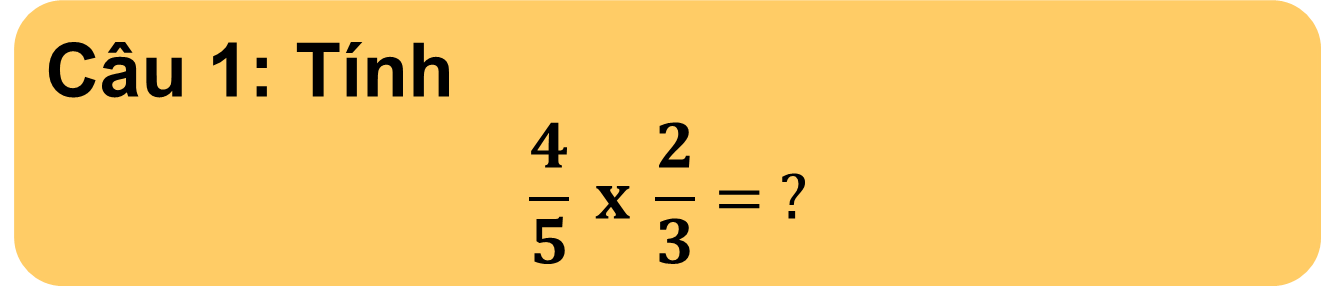 Câu 1: Tính
4/5 x 2/3 = ?